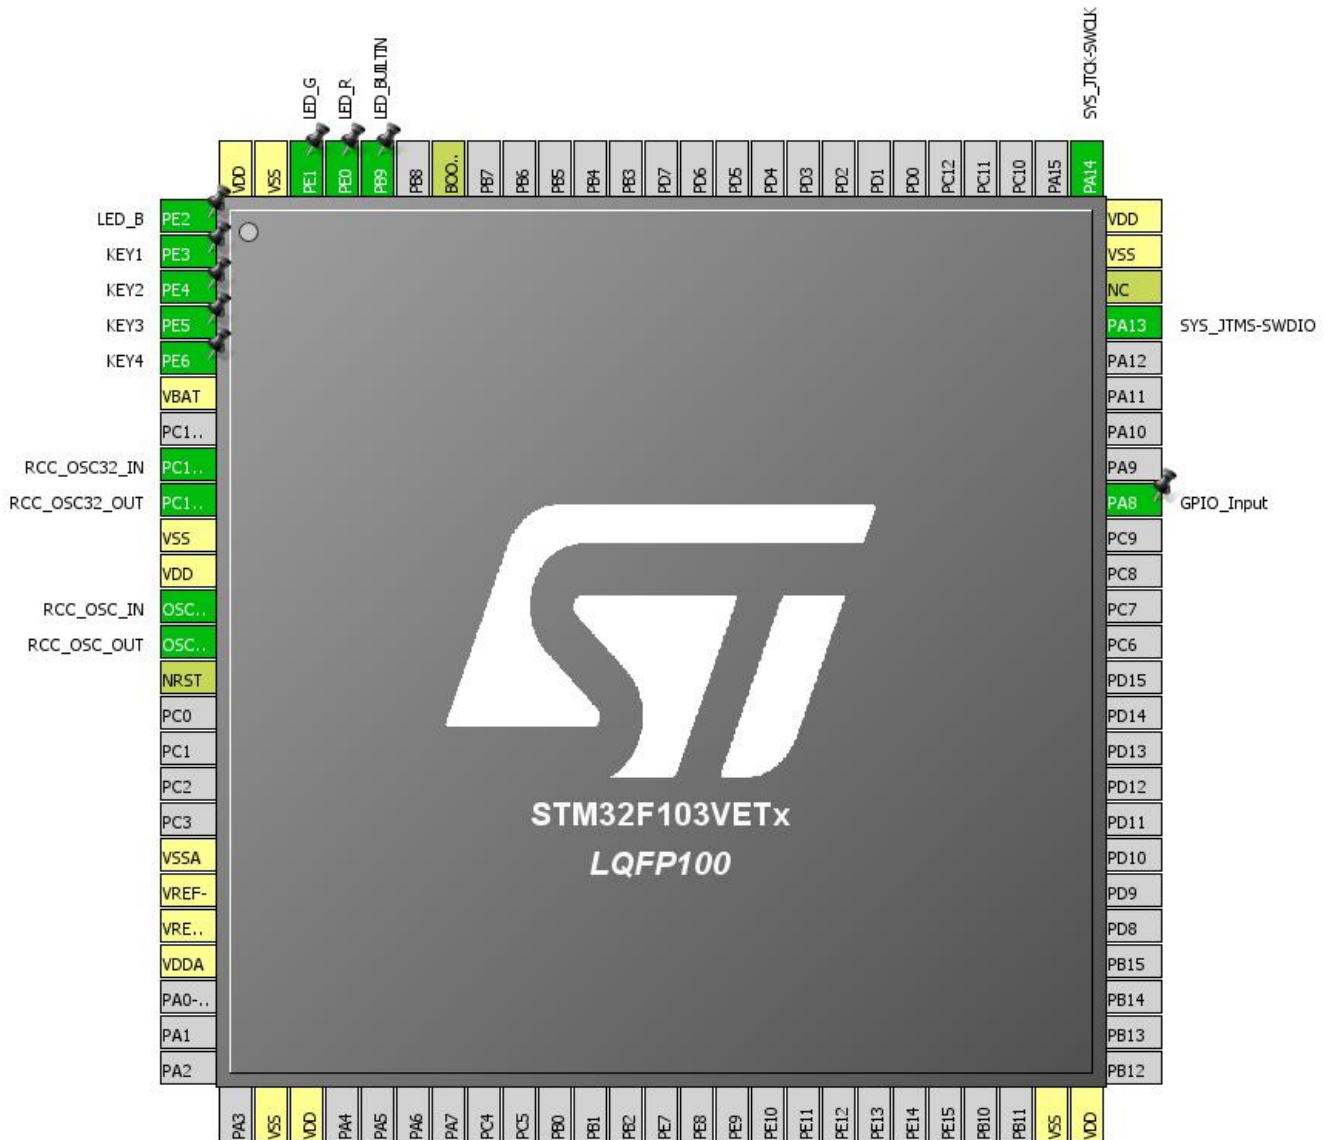 SYS_JTCK-SWCLK
LED_G
LED_R
LED_BUILTIN
VDD
VSS
PE1
PE0
PB9
PB8
BOO..
PB7
PB6
PB5
PB4
PB3
PD7
PD6
PD5
PD4
PD3
PD2
PD1
PD0
PC12
PC11
PC10
PA15
PA14
LED_B PE2
KEY1 PE3
KEY2 PE4
KEY3 PE5
KEY4 PE6
VBAT
PC1..
RCC_OSC32_IN PC1..
RCC_OSC32_OUT PC1..
VSS
VDD
RCC_OSC_IN OSC..
RCC_OSC_OUT OSC..
NRST
PC0
PC1
PC2
PC3
VSSA
VREF-
VRE..
VDDA
PA0-..
PA1
PA2
STM32F103VETx
LQFP100
VDD
VSS
NC
PA13 SYS_JTMS-SWDIO
PA12
PA11
PA10
PA9
PA8 GPIO_Input
PC9
PC8
PC7
PC6
PD15
PD14
PD13
PD12
PD11
PD10
PD9
PD8
PB15
PB14
PB13
PB12
PA3
VSS
VDD
PA4
PA5
PA6
PA7
PC4
PC5
PB0
PB1
PB2
PE7
PE8
PE9
PE10
PE11
PE12
PE13
PE14
PE15
PB10
PB11
VSS
VDD